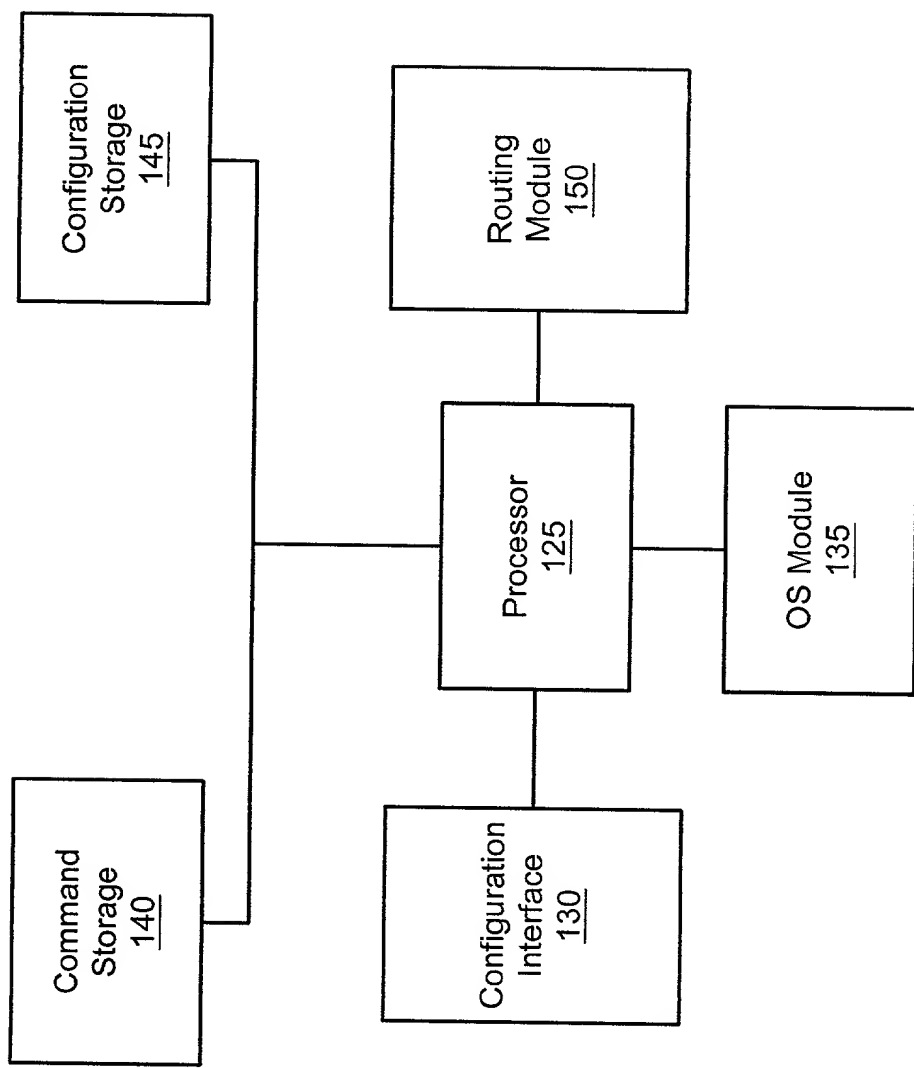 Command
Storage
140
Configuration
Storage
145
Configuration
Interface
130
Processor
125
Routing
Module
150
OS Module
135